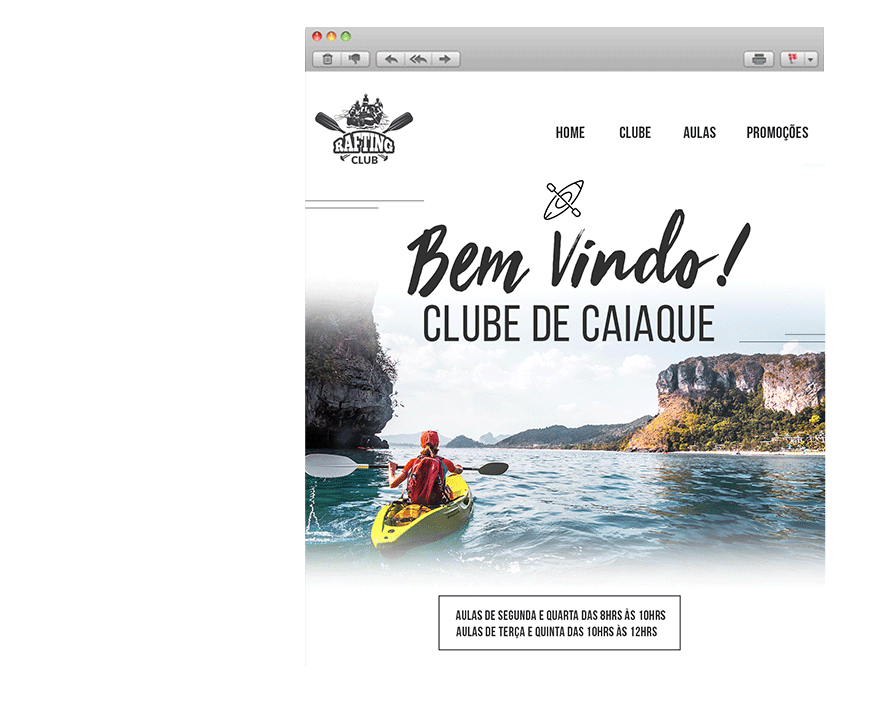 RAFTING
CLUB
HOME CLUBE AULAS PROMOÇÕES
Bem Vindo!
CLUBE DE CAIAQUE
AULAS DE SEGUNDA E QUARTA DAS 8HRS ÀS 10HRS
AULAS DE TERÇA E QUINTA DAS 10HRS ÀS 12HRS